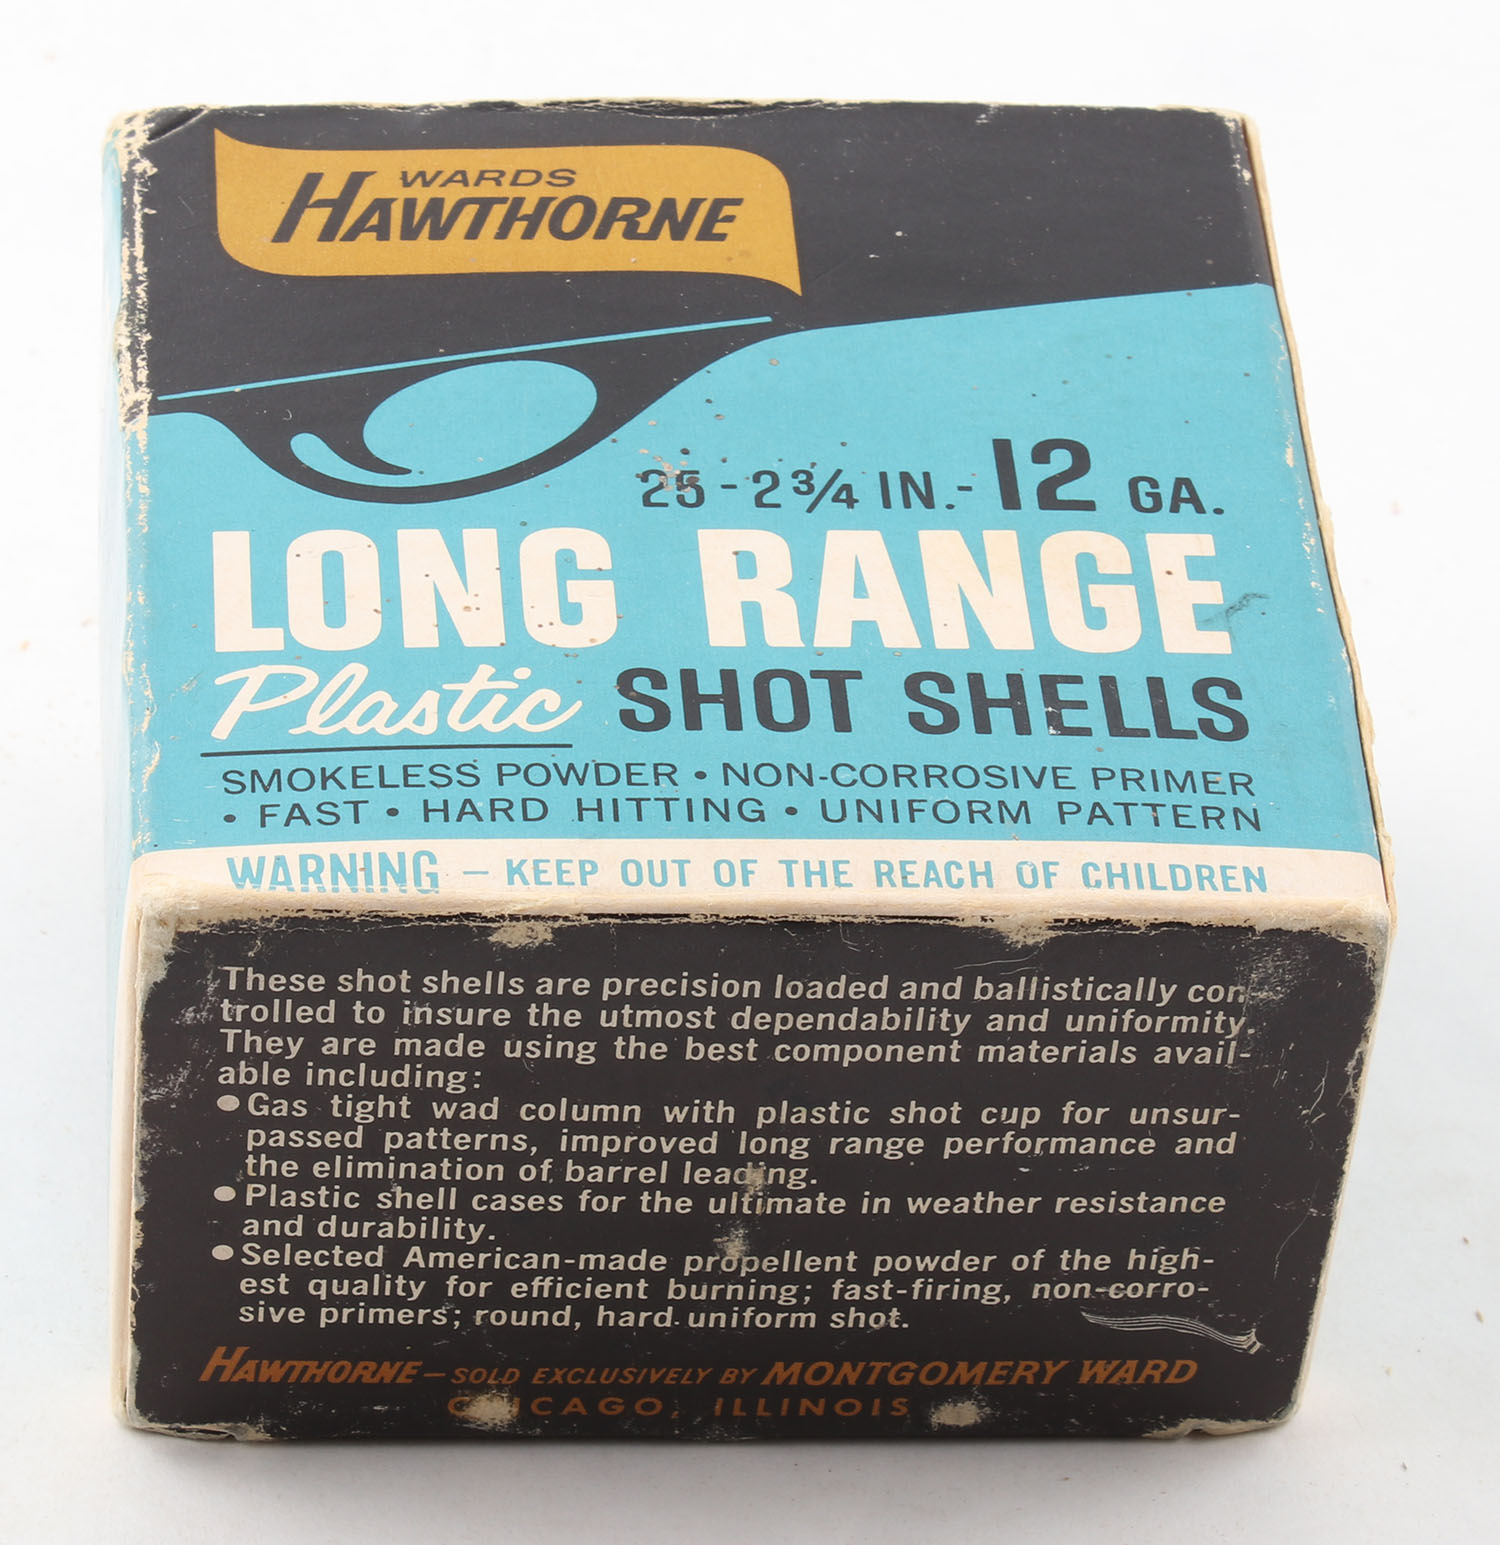 WARDS
HAWTHORNE
25 - 2 3/4 IN. - 12 GA.
LONG RANGE
Plastic SHOT SHELLS
SMOKELESS POWDER • NON-CORROSIVE PRIMER
• FAST • HARD HITTING • UNIFORM PATTERN
WARNING – KEEP OUT OF THE REACH OF CHILDREN
These shot shells are precision loaded and ballistically con-
trolled to insure the utmost dependability and uniformity.
They are made using the best component materials avail-
able including:
• Gas tight wad column with plastic shot cup for unsur-
passed patterns, improved long range performance and
the elimination of barrel leading.
• Plastic shell cases for the ultimate in weather resistance
and durability.
• Selected American-made propellent powder of the high-
est quality for efficient burning; fast-firing, non-corro-
sive primers; round, hard uniform shot.
HAWTHORNE – SOLD EXCLUSIVELY BY MONTGOMERY WARD
CHICAGO, ILLINOIS